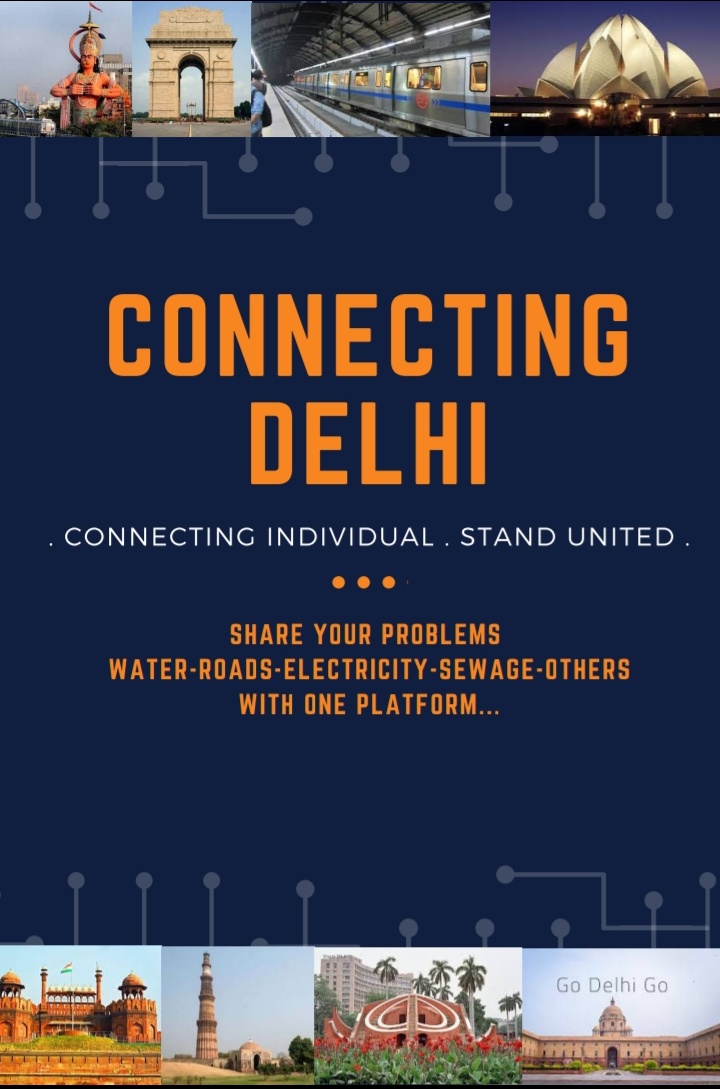 CONNECTING
DELHI
. CONNECTING INDIVIDUAL . STAND UNITED .
SHARE YOUR PROBLEMS
WATER-ROADS-ELECTRICITY-SEWAGE-OTHERS
WITH ONE PLATFORM...
Go Delhi Go